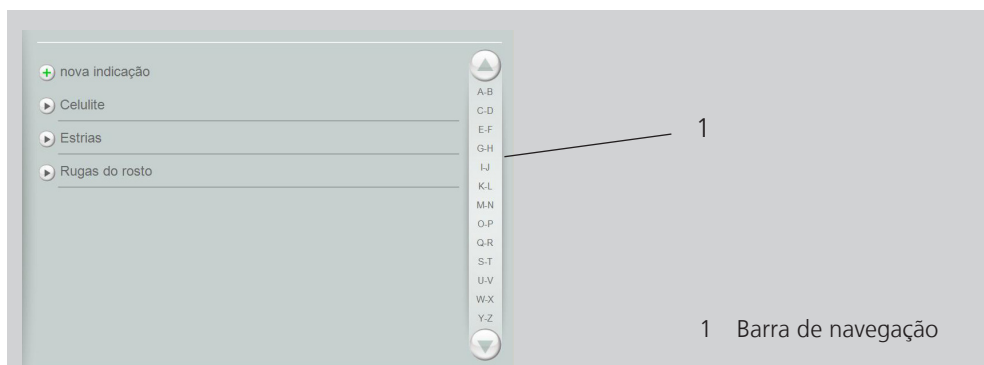 nova indicação
Celulite
Estrias
Rugas do rosto
A-B
C-D
E-F
G-H
I-J
K-L
M-N
O-P
Q-R
S-T
U-V
W-X
Y-Z
1
1 Barra de navegação